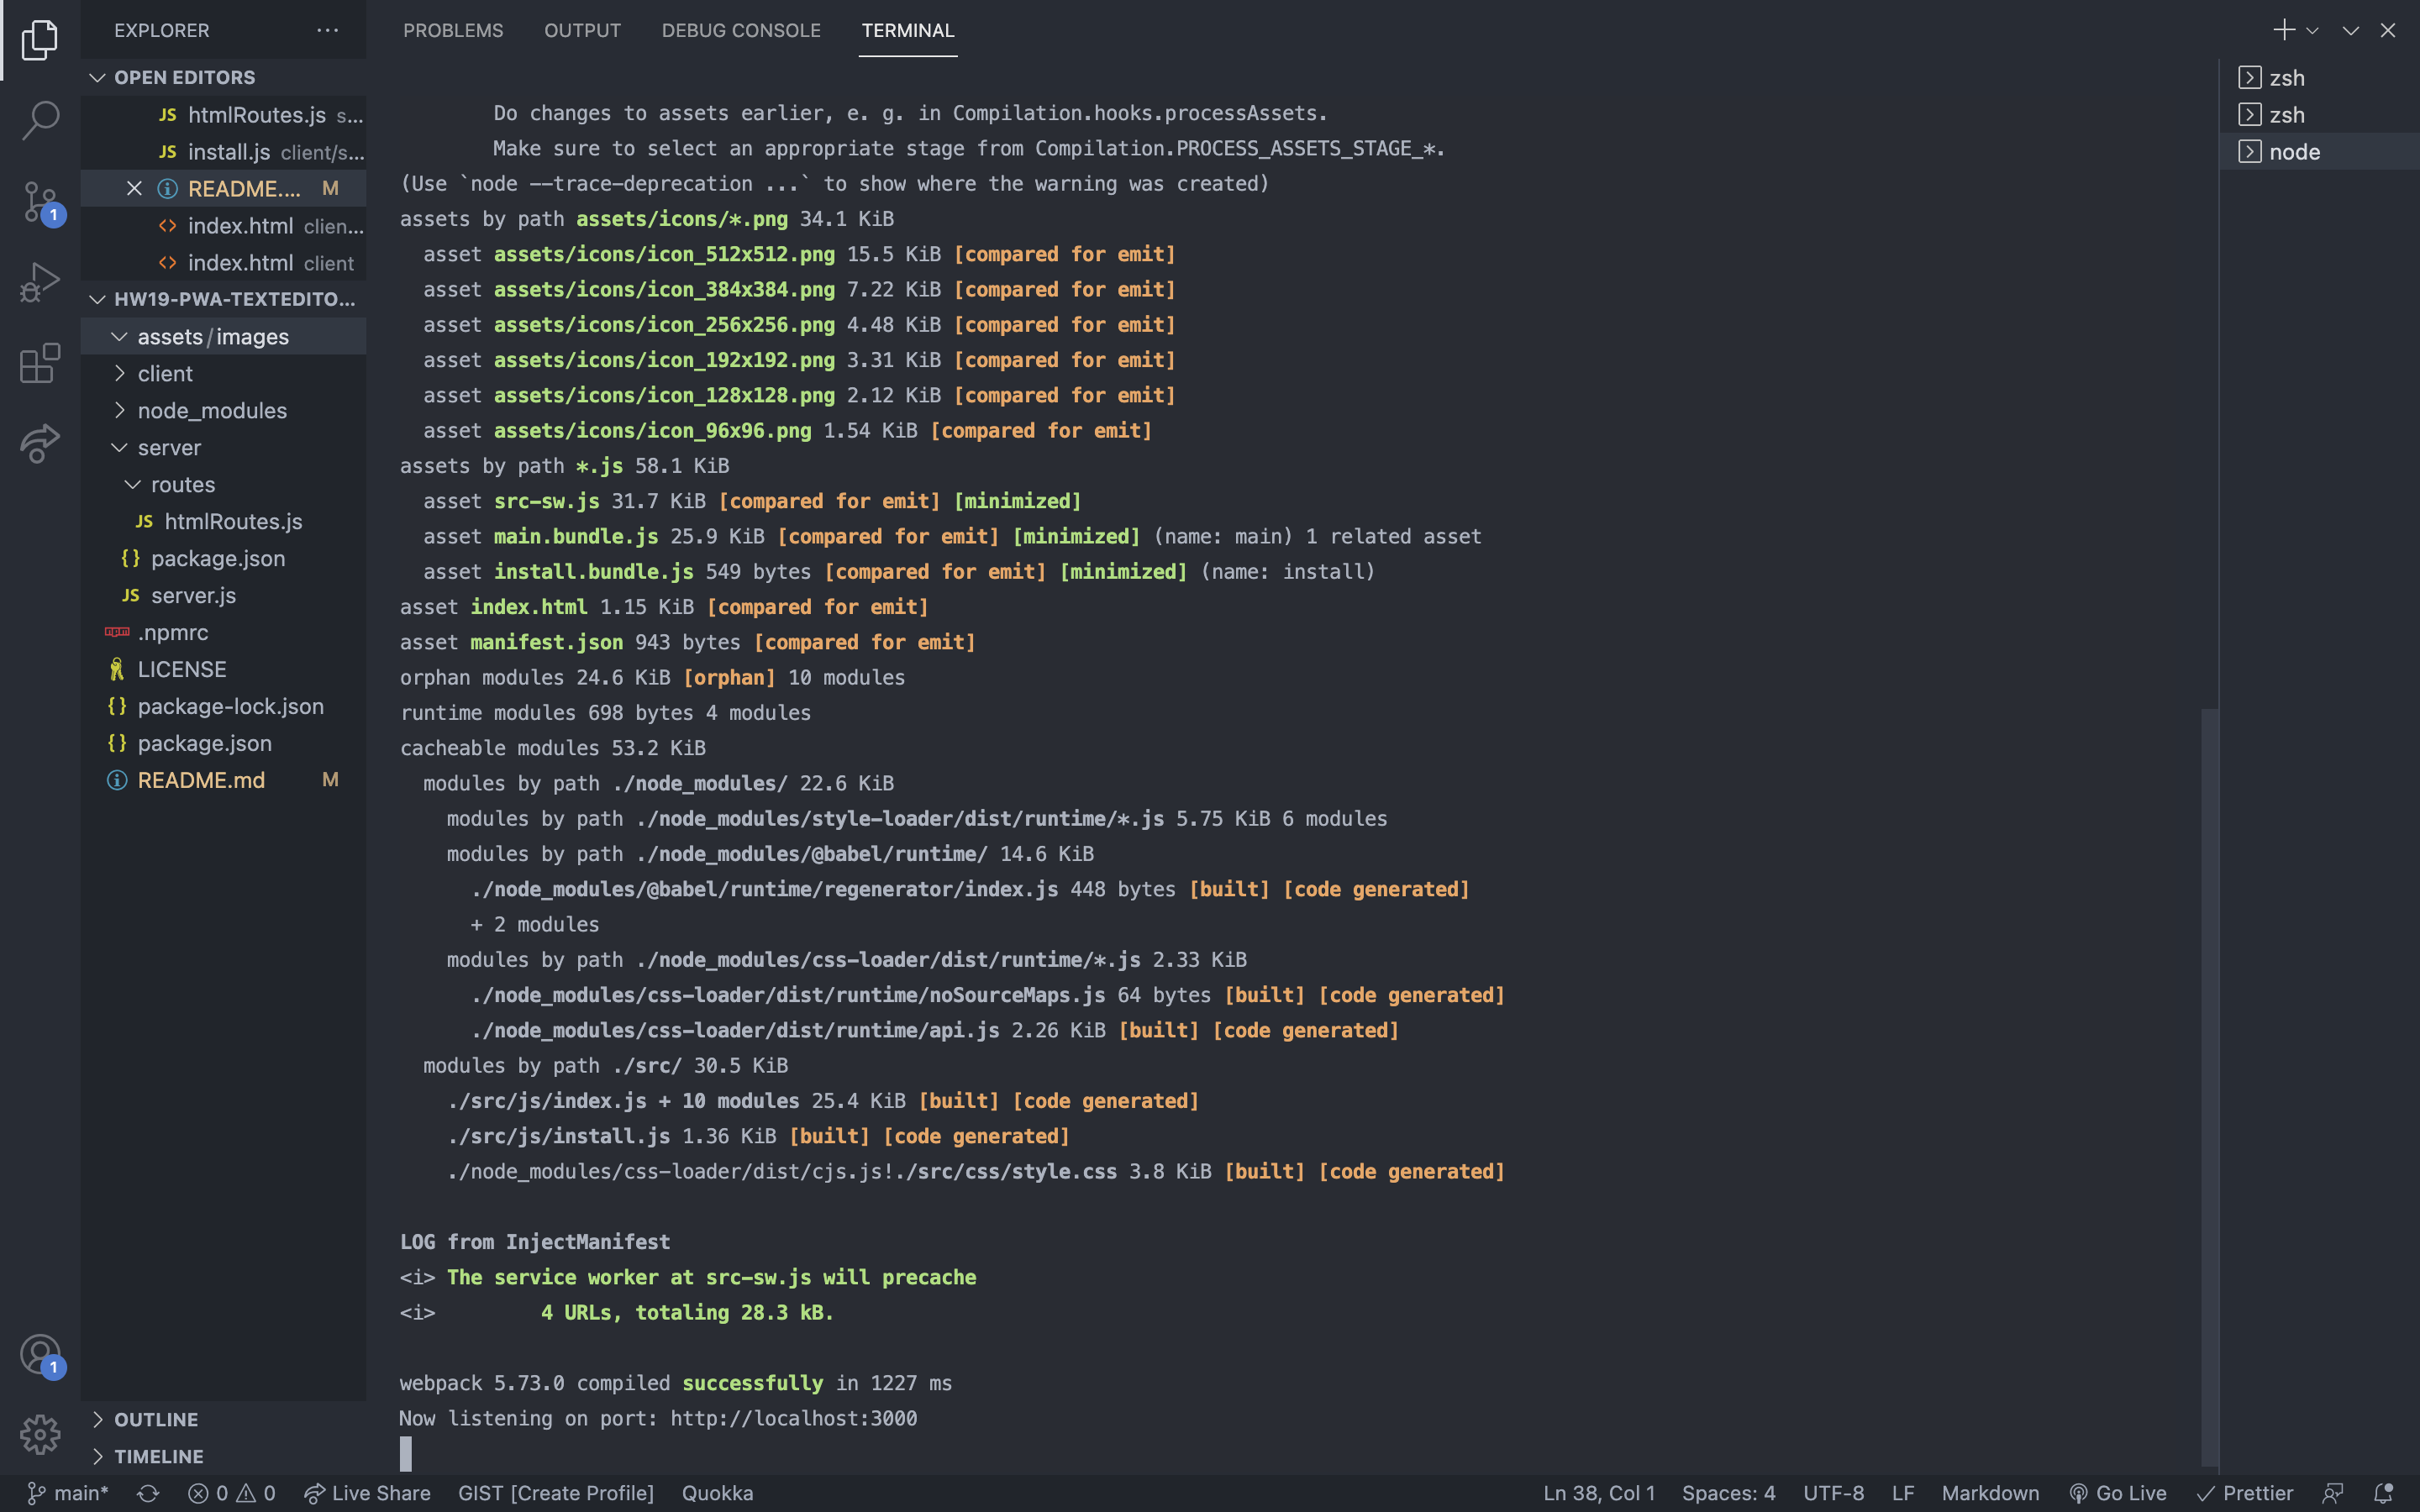 EXPLORER
OPEN EDITORS
JS htmlRoutes.js s...
JS install.js client/s...
README.... M
index.html clien...
index.html client
HW19-PWA-TEXTEDITO...
assets/images
client
node_modules
server
routes
JS htmlRoutes.js
{} package.json
JS server.js
.npmrc
LICENSE
{} package-lock.json
{} package.json
README.md M
OUTLINE
TIMELINE
1
1
PROBLEMS OUTPUT DEBUG CONSOLE TERMINAL
Do changes to assets earlier, e. g. in Compilation.hooks.processAssets.
Make sure to select an appropriate stage from Compilation.PROCESS_ASSETS_STAGE_*.
(Use `node --trace-deprecation ...` to show where the warning was created)
assets by path assets/icons/*.png 34.1 KiB
asset assets/icons/icon_512x512.png 15.5 KiB [compared for emit]
asset assets/icons/icon_384x384.png 7.22 KiB [compared for emit]
asset assets/icons/icon_256x256.png 4.48 KiB [compared for emit]
asset assets/icons/icon_192x192.png 3.31 KiB [compared for emit]
asset assets/icons/icon_128x128.png 2.12 KiB [compared for emit]
asset assets/icons/icon_96x96.png 1.54 KiB [compared for emit]
assets by path *.js 58.1 KiB
asset src-sw.js 31.7 KiB [compared for emit] [minimized]
asset main.bundle.js 25.9 KiB [compared for emit] [minimized] (name: main) 1 related asset
asset install.bundle.js 549 bytes [compared for emit] [minimized] (name: install)
asset index.html 1.15 KiB [compared for emit]
asset manifest.json 943 bytes [compared for emit]
orphan modules 24.6 KiB [orphan] 10 modules
runtime modules 698 bytes 4 modules
cacheable modules 53.2 KiB
modules by path ./node_modules/ 22.6 KiB
modules by path ./node_modules/style-loader/dist/runtime/*.js 5.75 KiB 6 modules
modules by path ./node_modules/@babel/runtime/ 14.6 KiB
./node_modules/@babel/runtime/regenerator/index.js 448 bytes [built] [code generated]
+ 2 modules
modules by path ./node_modules/css-loader/dist/runtime/*.js 2.33 KiB
./node_modules/css-loader/dist/runtime/noSourceMaps.js 64 bytes [built] [code generated]
./node_modules/css-loader/dist/runtime/api.js 2.26 KiB [built] [code generated]
modules by path ./src/ 30.5 KiB
./src/js/index.js + 10 modules 25.4 KiB [built] [code generated]
./src/js/install.js 1.36 KiB [built] [code generated]
./node_modules/css-loader/dist/cjs.js!./src/css/style.css 3.8 KiB [built] [code generated]
LOG from InjectManifest
<i> The service worker at src-sw.js will precache
<i> 4 URLs, totaling 28.3 kB.
webpack 5.73.0 compiled successfully in 1227 ms
Now listening on port: http://localhost:3000
zsh
zsh
node
main* 0 0 Live Share GIST [Create Profile] Quokka Ln 38, Col 1 Spaces: 4 UTF-8 LF Markdown Go Live Prettier